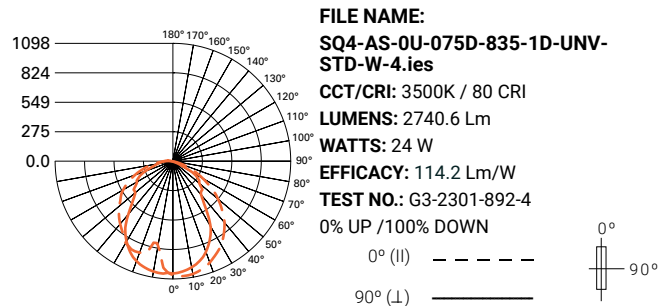 1098
824
549
275
0.0
180° 170° 160° 150° 140° 130° 120° 110° 100° 90° 80° 70° 60° 50° 40° 30° 20° 10° 0°
FILE NAME:
SQ4-AS-0U-075D-835-1D-UNV-
STD-W-4.ies
CCT/CRI: 3500K / 80 CRI
LUMENS: 2740.6 Lm
WATTS: 24 W
EFFICACY: 114.2 Lm/W
TEST NO.: G3-2301-892-4
0% UP /100% DOWN
0° (II)
90° (⊥)
0°
90°